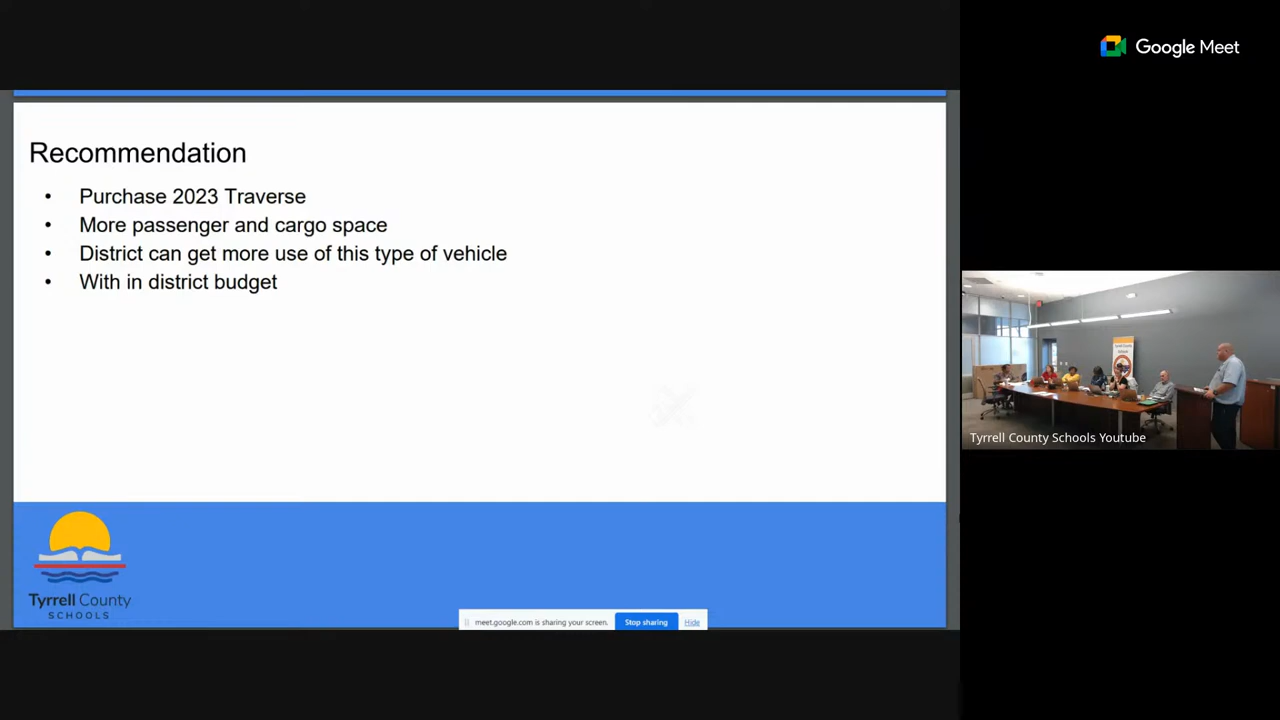 Google Meet
Recommendation
• Purchase 2023 Traverse
• More passenger and cargo space
• District can get more use of this type of vehicle
• With in district budget
Tyrrell County Schools Youtube
Tyrrell County
SCHOOLS
meet.google.com is sharing your screen.
Stop sharing
Hide